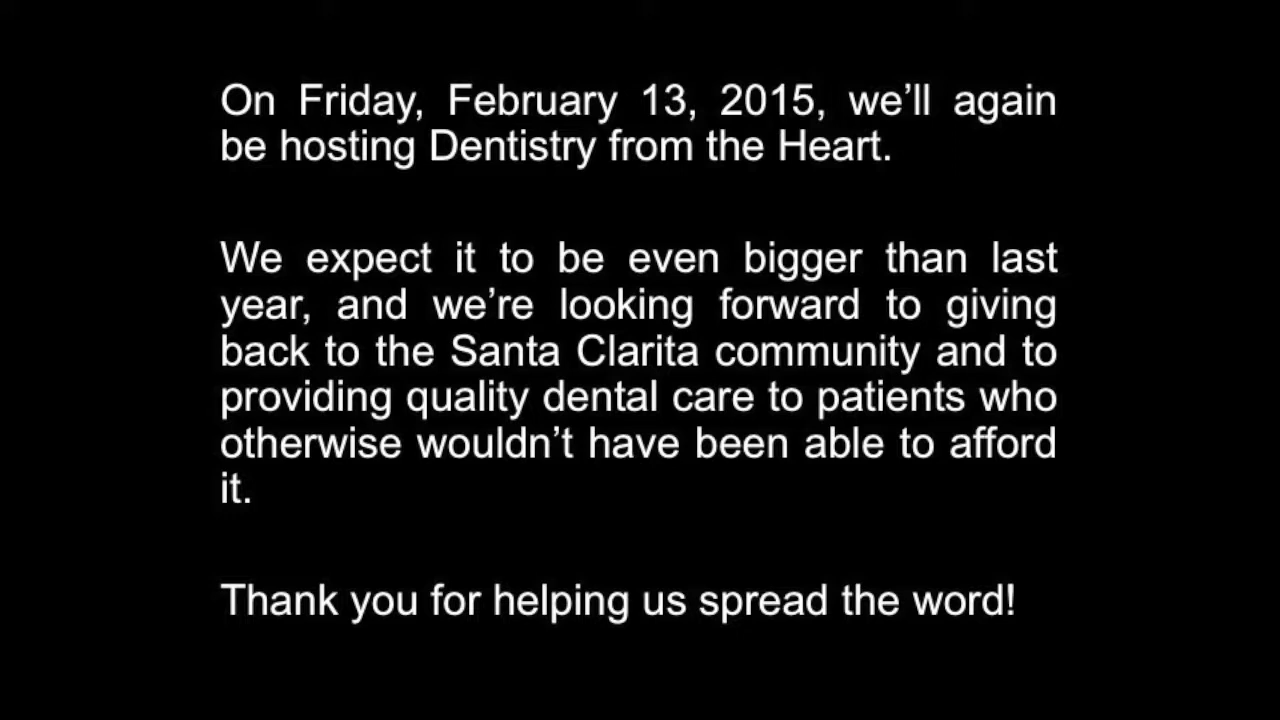 On Friday, February 13, 2015, we’ll again
be hosting Dentistry from the Heart.
We expect it to be even bigger than last
year, and we’re looking forward to giving
back to the Santa Clarita community and to
providing quality dental care to patients who
otherwise wouldn’t have been able to afford
it.
Thank you for helping us spread the word!